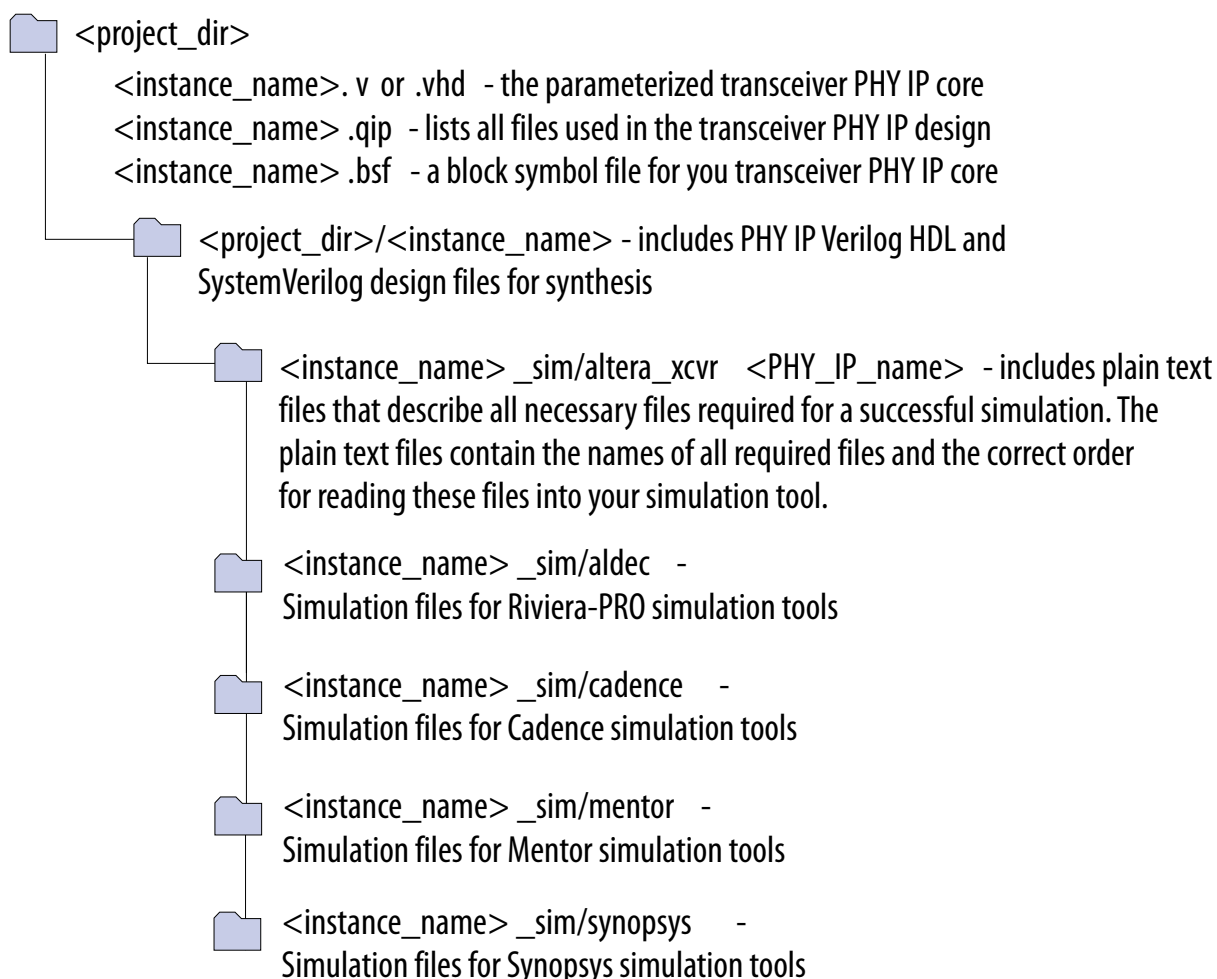 <project_dir>
<instance_name>. v or .vhd - the parameterized transceiver PHY IP core
<instance_name> .qip - lists all files used in the transceiver PHY IP design
<instance_name> .bsf - a block symbol file for you transceiver PHY IP core
<project_dir>/<instance_name> - includes PHY IP Verilog HDL and
SystemVerilog design files for synthesis
<instance_name> _sim/altera_xcvr <PHY_IP_name> - includes plain text
files that describe all necessary files required for a successful simulation. The
plain text files contain the names of all required files and the correct order
for reading these files into your simulation tool.
<instance_name> _sim/aldec -
Simulation files for Riviera-PRO simulation tools
<instance_name> _sim/cadence -
Simulation files for Cadence simulation tools
<instance_name> _sim/mentor -
Simulation files for Mentor simulation tools
<instance_name> _sim/synopsys -
Simulation files for Synopsys simulation tools